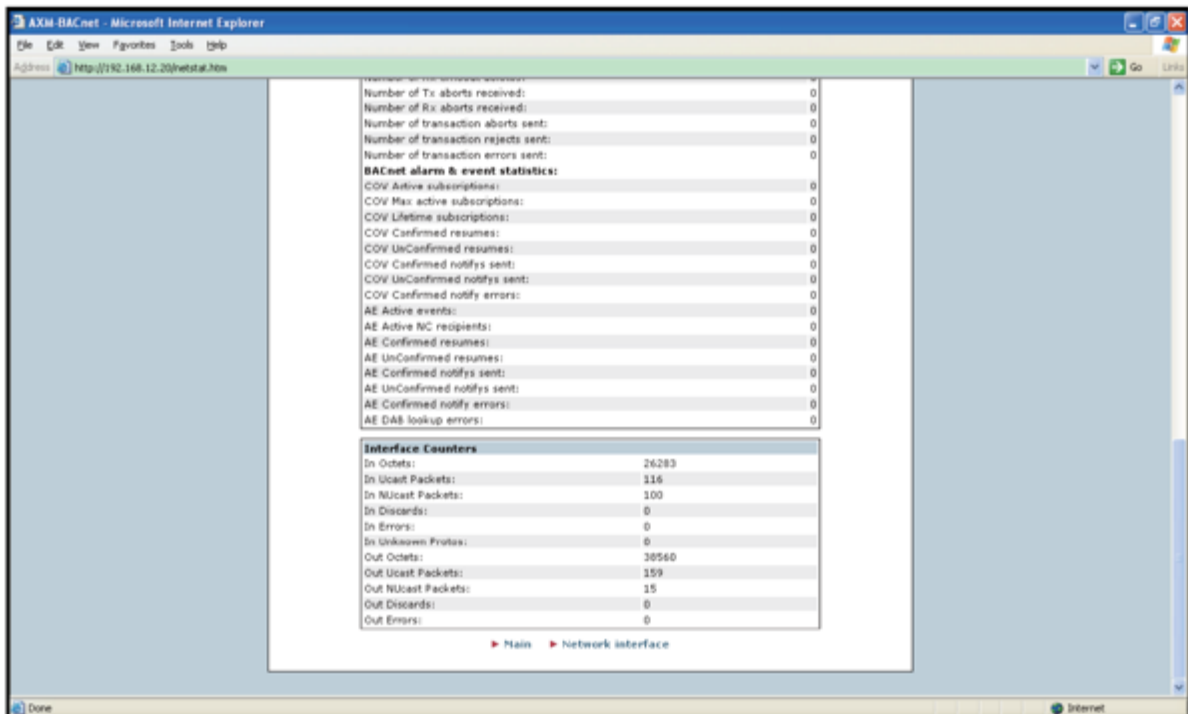 AXM-BACnet - Microsoft Internet Explorer
File Edit View Favorites Tools Help
Address http://192.168.12.20/netstat.htm Go Links
Number of Tx aborts received: 0
Number of Rx aborts received: 0
Number of transaction aborts sent: 0
Number of transaction rejects sent: 0
Number of transaction errors sent: 0
BACnet alarm & event statistics:
COV Active subscriptions: 0
COV Max active subscriptions: 0
COV Lifetime subscriptions: 0
COV Confirmed resumes: 0
COV UnConfirmed resumes: 0
COV Confirmed notifys sent: 0
COV UnConfirmed notifys sent: 0
COV Confirmed notify errors: 0
AE Active events: 0
AE Active NC recipients: 0
AE Confirmed resumes: 0
AE UnConfirmed resumes: 0
AE Confirmed notifys sent: 0
AE UnConfirmed notifys sent: 0
AE Confirmed notify errors: 0
AE DAB lookup errors: 0
Interface Counters
In Octets: 26283
In Ucast Packets: 116
In NUcast Packets: 100
In Discards: 0
In Errors: 0
In Unknown Protos: 0
Out Octets: 38560
Out Ucast Packets: 159
Out NUcast Packets: 15
Out Discards: 0
Out Errors: 0
Main Network interface
Done Internet